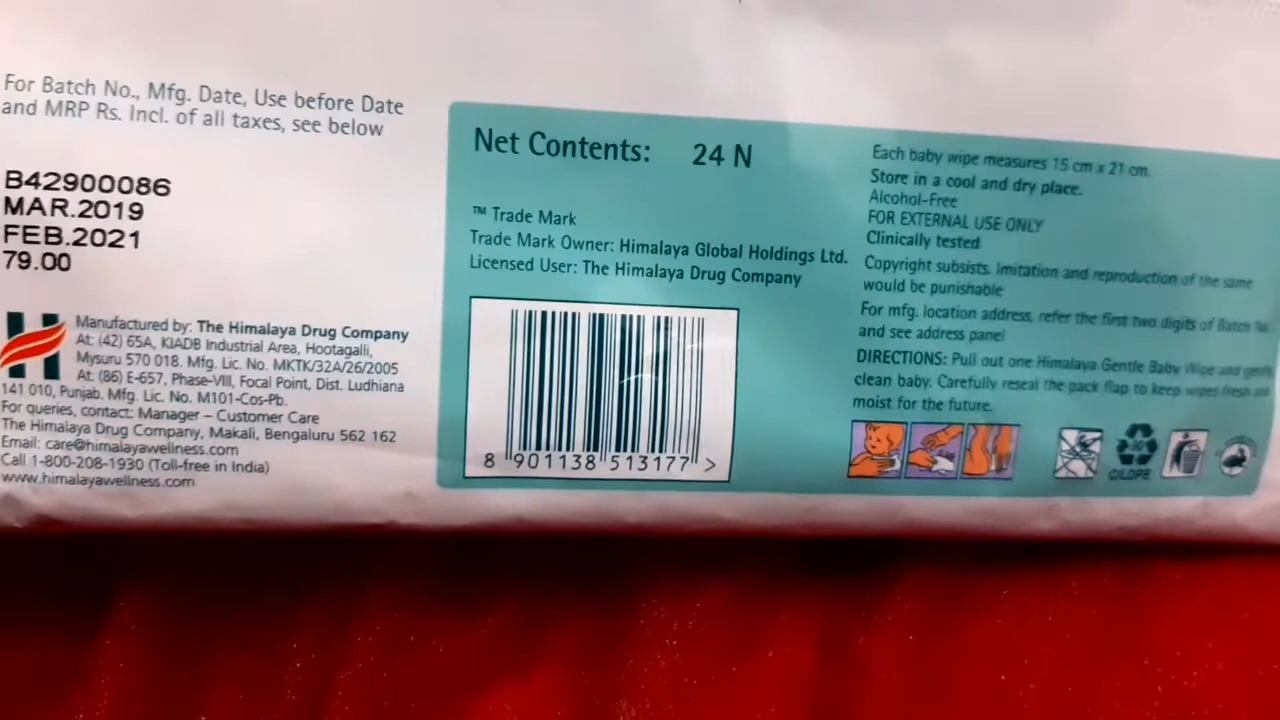 For Batch No., Mfg. Date, Use before Date
and MRP Rs. Incl. of all taxes, see below
B42900086
MAR.2019
FEB.2021
79.00
Manufactured by: The Himalaya Drug Company
At: (42) 65A, KIADB Industrial Area, Hootagalli,
Mysuru 570 018. Mfg. Lic. No. MKTK/32A/26/2005
At: (86) E-657, Phase-VIII, Focal Point, Dist. Ludhiana
141 010, Punjab. Mfg. Lic. No. M101-Cos-Pb.
For queries, contact: Manager – Customer Care
The Himalaya Drug Company, Makali, Bengaluru 562 162
Email: care@himalayawellness.com
Call 1-800-208-1930 (Toll-free in India)
www.himalayawellness.com
Net Contents: 24 N
™ Trade Mark
Trade Mark Owner: Himalaya Global Holdings Ltd.
Licensed User: The Himalaya Drug Company
8 901138 513177 >
Each baby wipe measures 15 cm x 21 cm.
Store in a cool and dry place.
Alcohol-Free
FOR EXTERNAL USE ONLY
Clinically tested
Copyright subsists. Imitation and reproduction of the same
would be punishable
For mfg. location address, refer the first two digits of Batch No.
and see address panel
DIRECTIONS: Pull out one Himalaya Gentle Baby Wipe and gently
clean baby. Carefully reseal the pack flap to keep wipes fresh and
moist for the future.